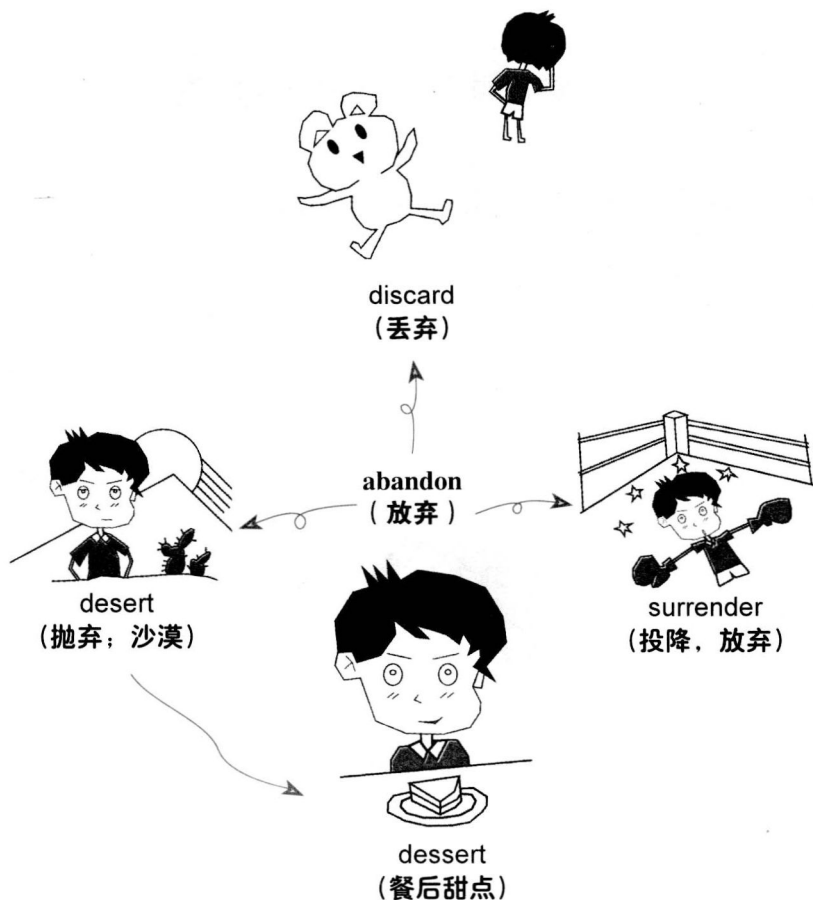 discard
(丢弃)
abandon
(放弃)
desert
(抛弃；沙漠)
surrender
(投降，放弃)
dessert
(餐后甜点)